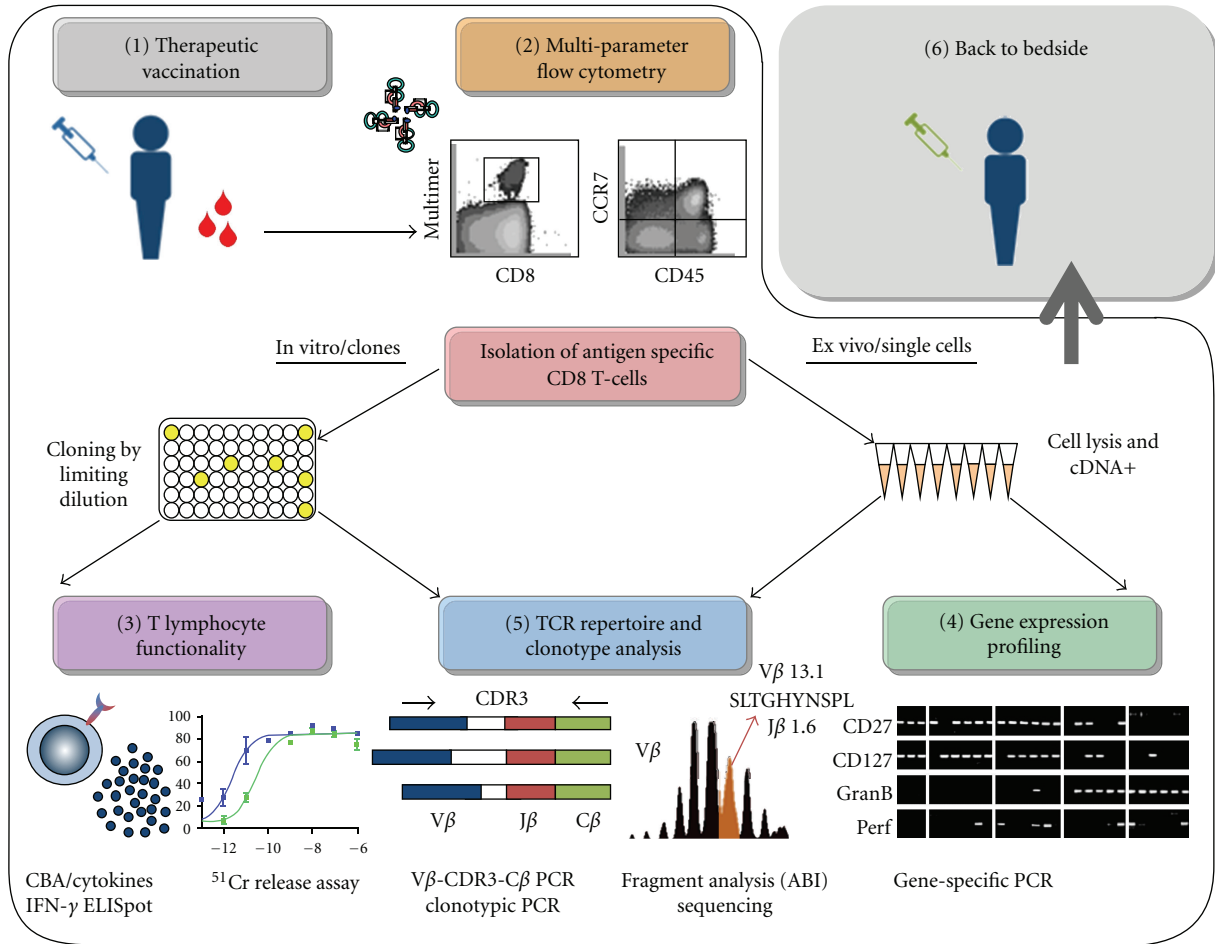 (1) Therapeutic
vaccination
(2) Multi-parameter
flow cytometry
(6) Back to bedside
Multimer
CD8
CCR7
CD45
In vitro/clones
Isolation of antigen specific
CD8 T-cells
Ex vivo/single cells
Cloning by
limiting
dilution
Cell lysis and
cDNA+
(3) T lymphocyte
functionality
(5) TCR repertoire and
clonotype analysis
(4) Gene expression
profiling
100
80
60
40
20
0
−12
−10
−8
−6
CBA/cytokines
IFN-γ ELISpot
⁵¹Cr release assay
CDR3
Vβ
Jβ
Cβ
Vβ-CDR3-Cβ PCR
clonotypic PCR
Vβ 13.1
SLTGHYNSPL
Jβ 1.6
Vβ
Fragment analysis (ABI)
sequencing
CD27
CD127
GranB
Perf
Gene-specific PCR